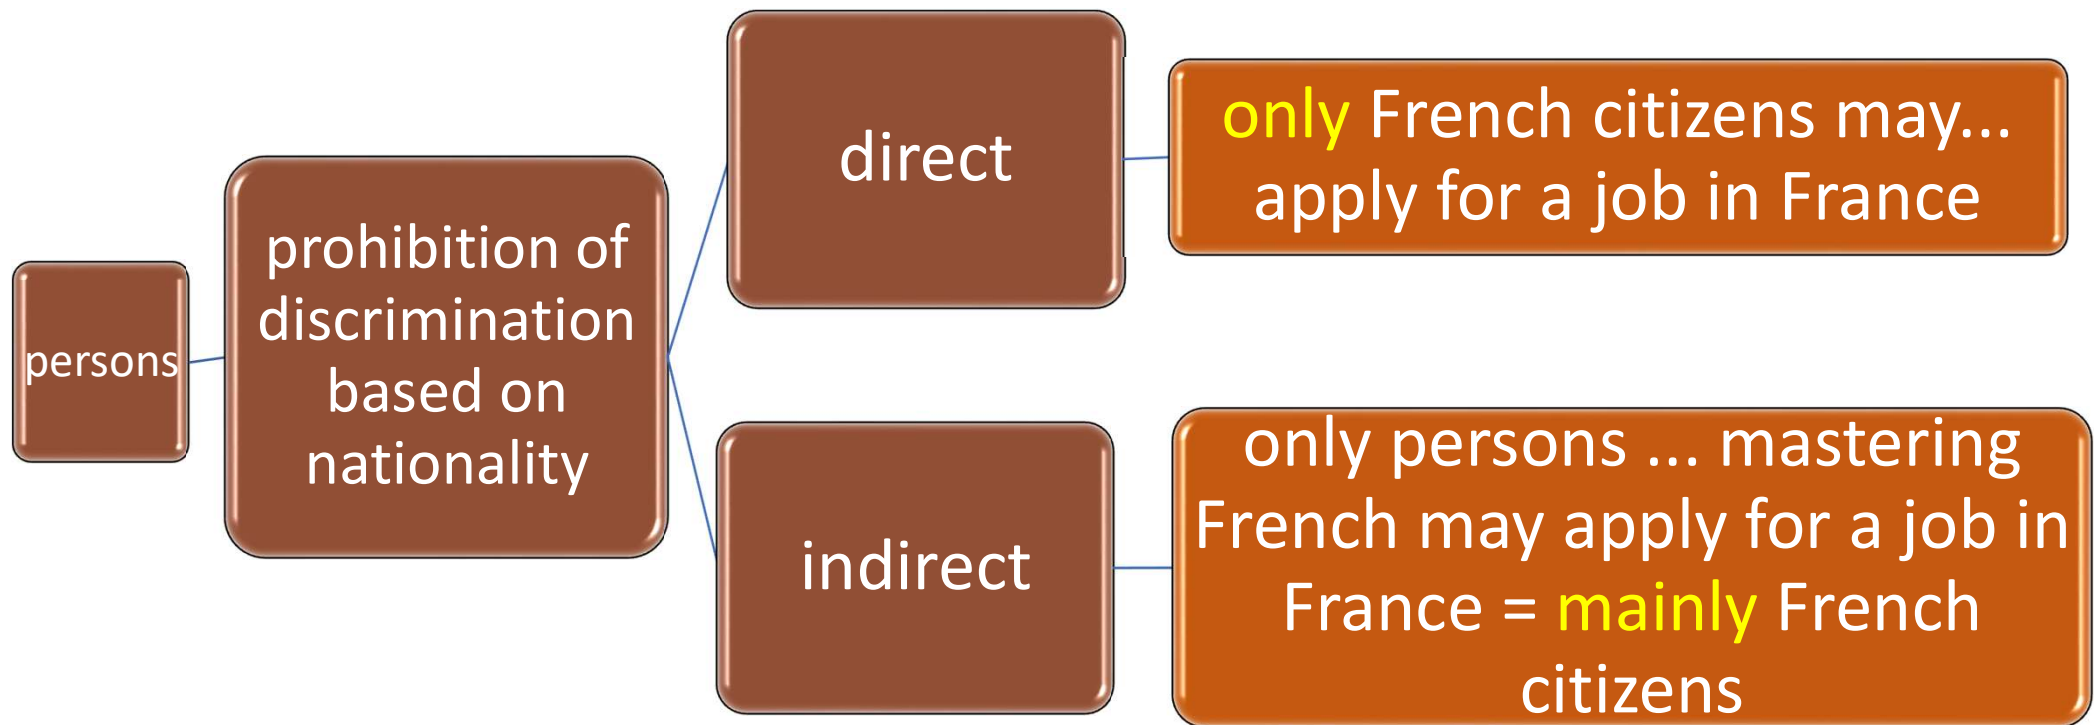 persons
prohibition of
discrimination
based on
nationality
direct
only French citizens may...
apply for a job in France
indirect
only persons ... mastering
French may apply for a job in
France = mainly French
citizens